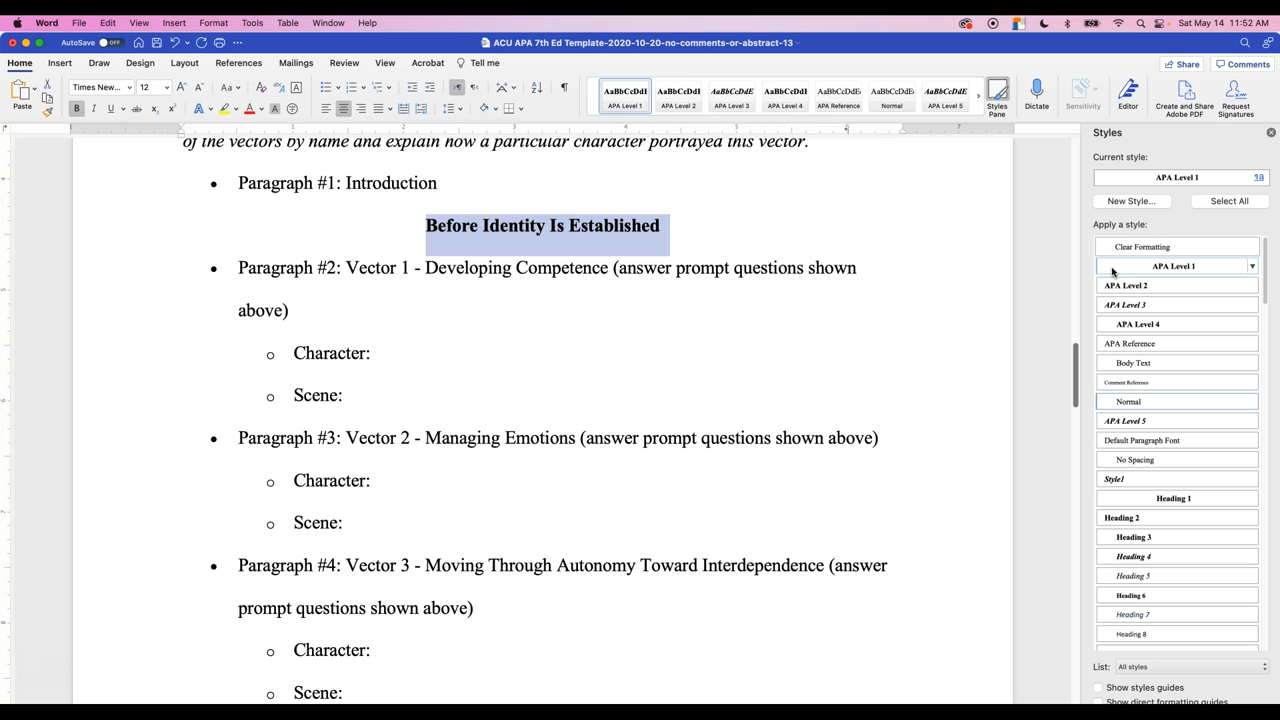 Word File Edit View Insert Format Tools Table Window Help Sat May 14 11:52 AM
AutoSave OFF ACU APA 7th Ed Template-2020-10-20-no-comments-or-abstract-13
Home Insert Draw Design Layout References Mailings Review View Acrobat Tell me Share Comments
Paste Times New... 12 AaBbCcDdI AaBbCcDdI AaBbCcDdE AaBbCcDdI AaBbCcDdE AaBbCcDdE AaBbCcDdE
APA Level 1 APA Level 2 APA Level 3 APA Level 4 APA Reference Normal APA Level 5
Styles Pane Dictate Sensitivity Editor Create and Share Adobe PDF Request Signatures
of the vectors by name and explain how a particular character portrayed this vector.
• Paragraph #1: Introduction
Before Identity Is Established
• Paragraph #2: Vector 1 - Developing Competence (answer prompt questions shown
above)
o Character:
o Scene:
• Paragraph #3: Vector 2 - Managing Emotions (answer prompt questions shown above)
o Character:
o Scene:
• Paragraph #4: Vector 3 - Moving Through Autonomy Toward Interdependence (answer
prompt questions shown above)
o Character:
o Scene:
Styles
Current style:
APA Level 1
New Style... Select All
Apply a style:
Clear Formatting
APA Level 1
APA Level 2
APA Level 3
APA Level 4
APA Reference
Body Text
Comment Reference
Normal
APA Level 5
Default Paragraph Font
No Spacing
Style1
Heading 1
Heading 2
Heading 3
Heading 4
Heading 5
Heading 6
Heading 7
Heading 8
List: All styles
Show styles guides
Show direct formatting guides